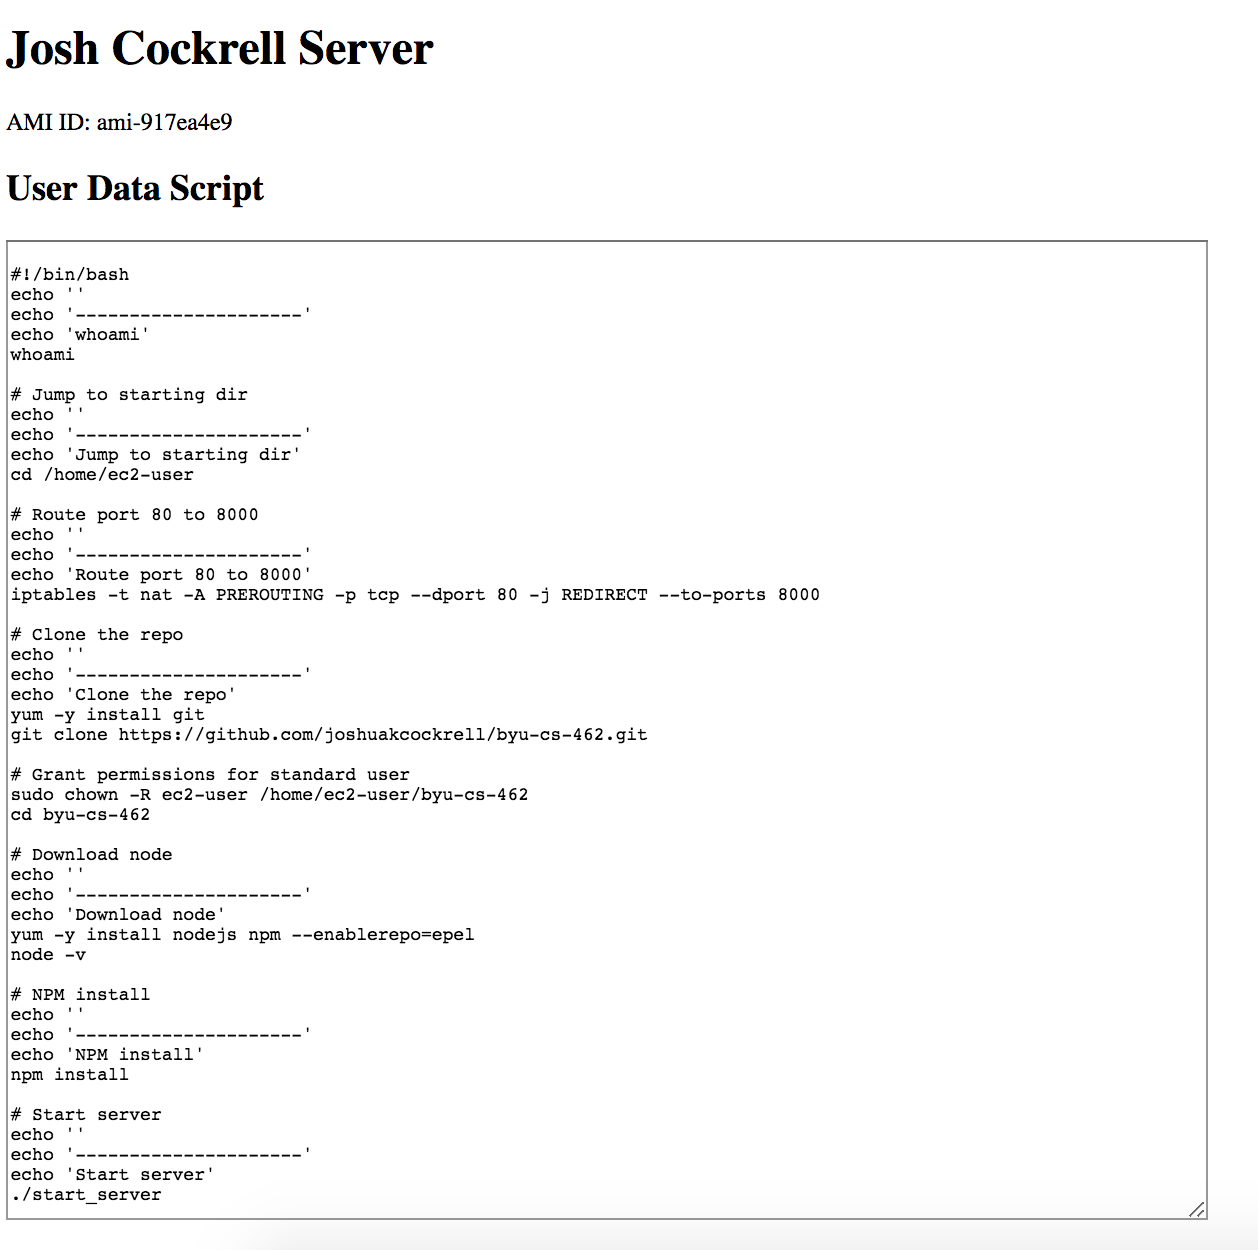 Josh Cockrell Server
AMI ID: ami-917ea4e9
User Data Script
#!/bin/bash
echo ''
echo '---------------------'
echo 'whoami'
whoami
# Jump to starting dir
echo ''
echo '---------------------'
echo 'Jump to starting dir'
cd /home/ec2-user
# Route port 80 to 8000
echo ''
echo '---------------------'
echo 'Route port 80 to 8000'
iptables -t nat -A PREROUTING -p tcp --dport 80 -j REDIRECT --to-ports 8000
# Clone the repo
echo ''
echo '---------------------'
echo 'Clone the repo'
yum -y install git
git clone https://github.com/joshuakcockrell/byu-cs-462.git
# Grant permissions for standard user
sudo chown -R ec2-user /home/ec2-user/byu-cs-462
cd byu-cs-462
# Download node
echo ''
echo '---------------------'
echo 'Download node'
yum -y install nodejs npm --enablerepo=epel
node -v
# NPM install
echo ''
echo '---------------------'
echo 'NPM install'
npm install
# Start server
echo ''
echo '---------------------'
echo 'Start server'
./start_server